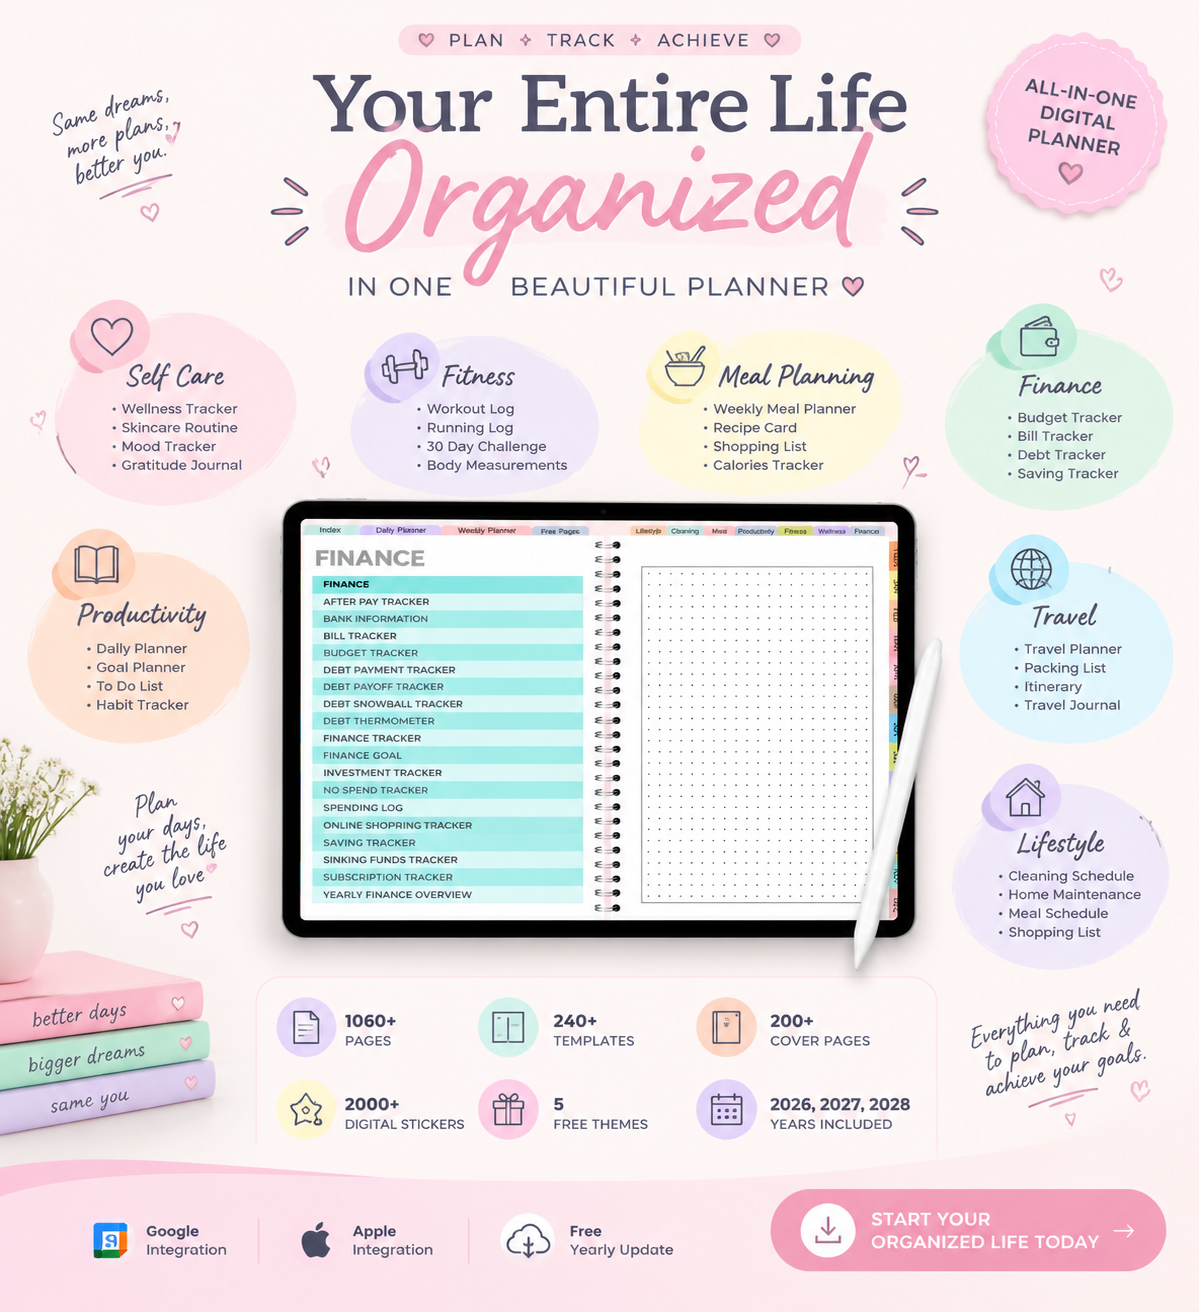 PLAN TRACK ACHIEVE
Your Entire Life
Organized
IN ONE BEAUTIFUL PLANNER
Same dreams,
more plans,
better you.
ALL-IN-ONE
DIGITAL
PLANNER
Self Care
• Wellness Tracker
• Skincare Routine
• Mood Tracker
• Gratitude Journal
Fitness
• Workout Log
• Running Log
• 30 Day Challenge
• Body Measurements
Meal Planning
• Weekly Meal Planner
• Recipe Card
• Shopping List
• Calories Tracker
Finance
• Budget Tracker
• Bill Tracker
• Debt Tracker
• Saving Tracker
Productivity
• Daily Planner
• Goal Planner
• To Do List
• Habit Tracker
Index Daily Planner Weekly Planner Free Pages Lifestyle Cleaning Meal Productivity Fitness Wellness Finance
FINANCE
FINANCE
AFTER PAY TRACKER
BANK INFORMATION
BILL TRACKER
BUDGET TRACKER
DEBT PAYMENT TRACKER
DEBT PAYOFF TRACKER
DEBT SNOWBALL TRACKER
DEBT THERMOMETER
FINANCE TRACKER
FINANCE GOAL
INVESTMENT TRACKER
NO SPEND TRACKER
SPENDING LOG
ONLINE SHOPRING TRACKER
SAVING TRACKER
SINKING FUNDS TRACKER
SUBSCRIPTION TRACKER
YEARLY FINANCE OVERVIEW
Travel
• Travel Planner
• Packing List
• Itinerary
• Travel Journal
Lifestyle
• Cleaning Schedule
• Home Maintenance
• Meal Schedule
• Shopping List
Plan
your days,
create the life
you love
better days
bigger dreams
same you
1060+
PAGES
240+
TEMPLATES
200+
COVER PAGES
2000+
DIGITAL STICKERS
5
FREE THEMES
2026, 2027, 2028
YEARS INCLUDED
Everything you need
to plan, track &
achieve your goals.
Google
Integration
Apple
Integration
Free
Yearly Update
START YOUR
ORGANIZED LIFE TODAY